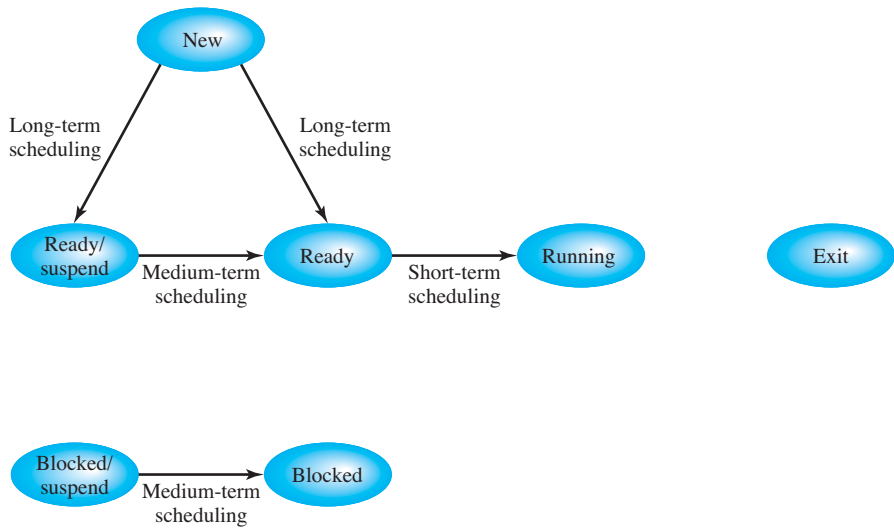 New
Long-term
scheduling
Long-term
scheduling
Ready/
suspend
Medium-term
scheduling
Ready
Short-term
scheduling
Running
Exit
Blocked/
suspend
Medium-term
scheduling
Blocked